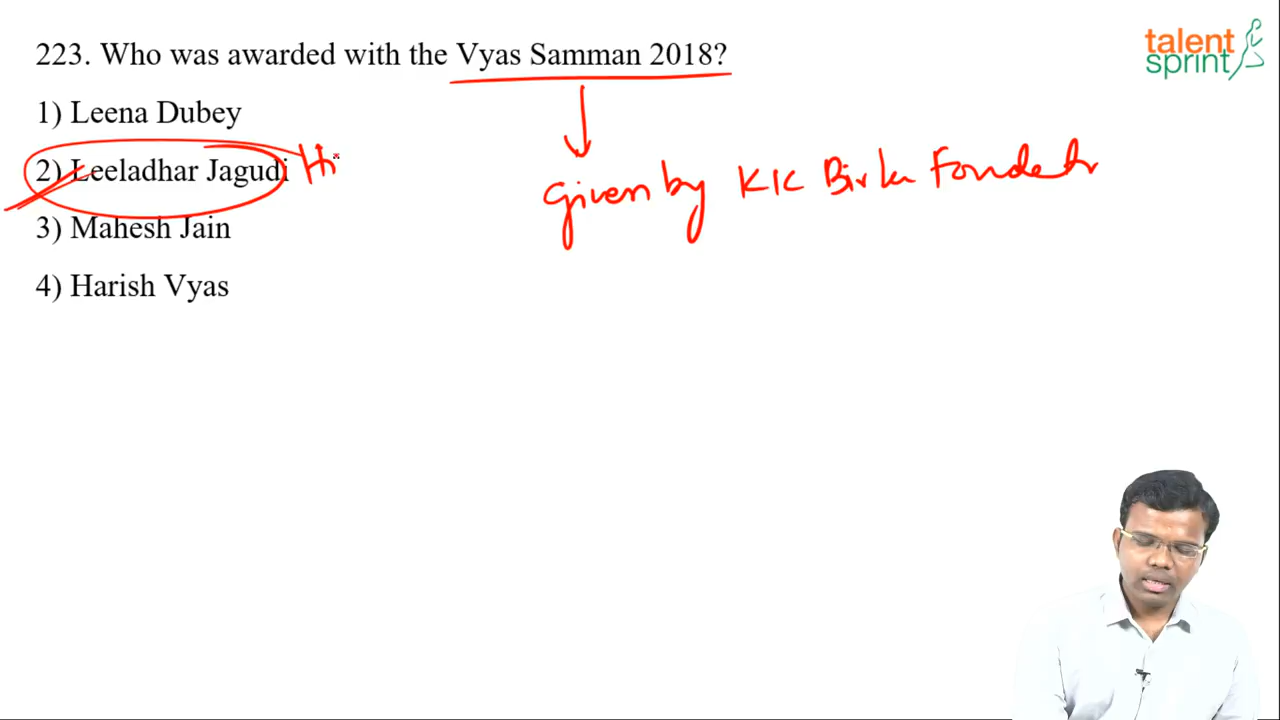 223. Who was awarded with the Vyas Samman 2018?
talent
sprint
1) Leena Dubey
2) Leeladhar Jagudi Hi
given by KK Birla
3) Mahesh Jain
4) Harish Vyas